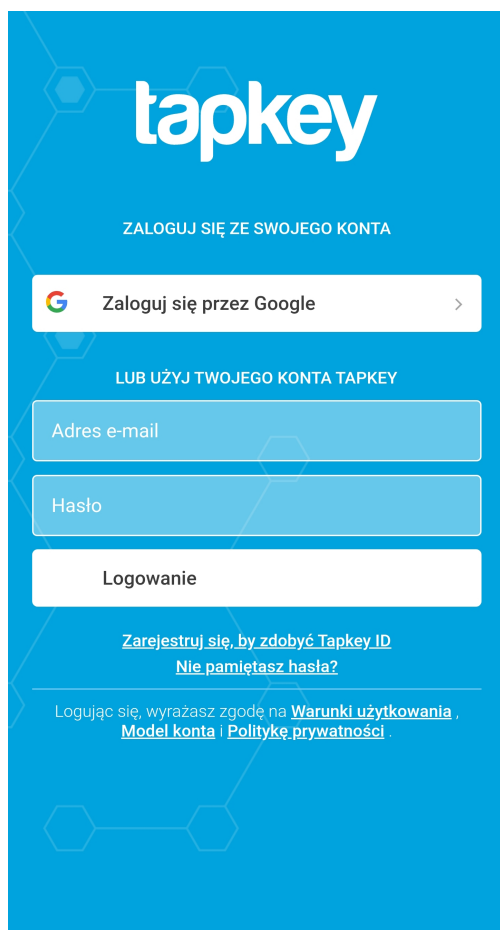 tapkey
ZALOGUJ SIĘ ZE SWOJEGO KONTA
Zaloguj się przez Google
LUB UŻYJ TWOJEGO KONTA TAPKEY
Adres e-mail
Hasło
Logowanie
Zarejestruj się, by zdobyć Tapkey ID
Nie pamiętasz hasła?
Logując się, wyrażasz zgodę na Warunki użytkowania ,
Model konta i Politykę prywatności .